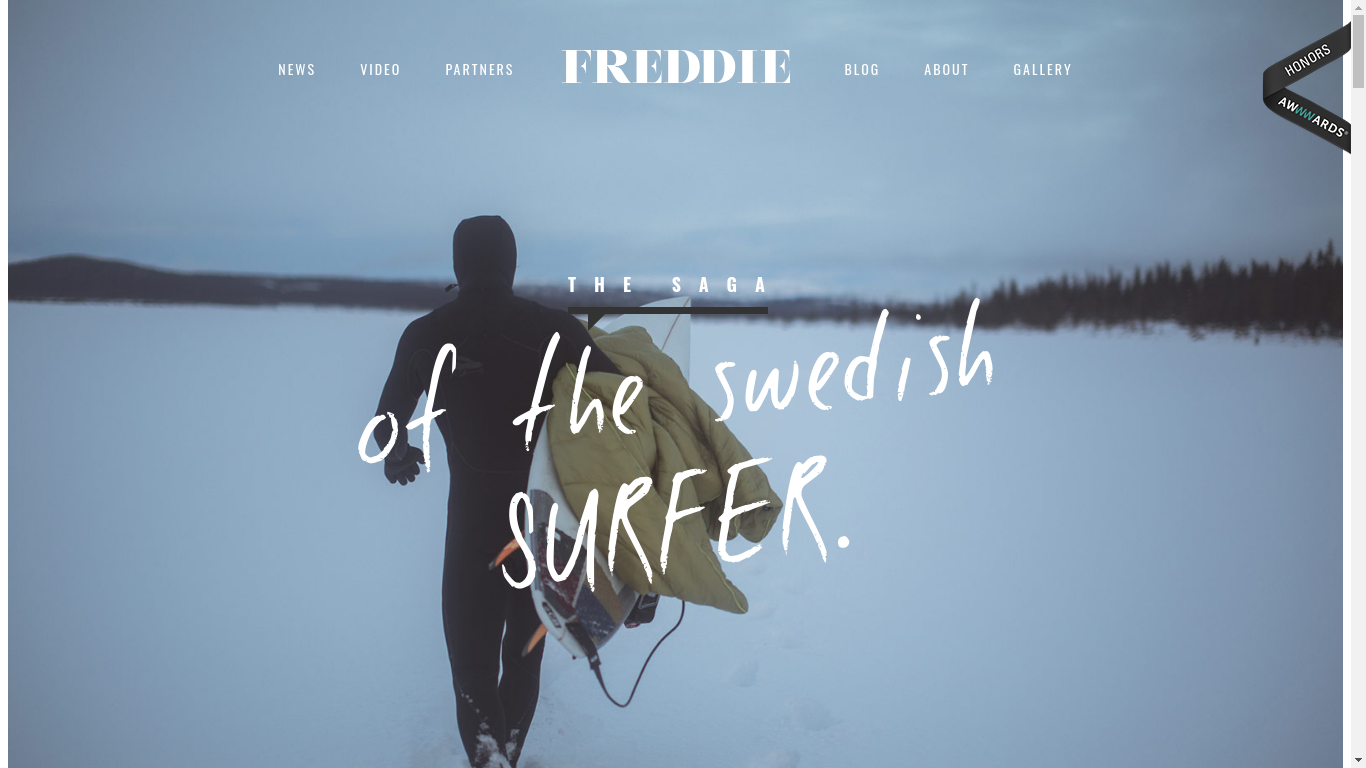 NEWS VIDEO PARTNERS FREDDIE BLOG ABOUT GALLERY
HONORS
AWWWARDS®
THE SAGA
of the swedish
SURFER.